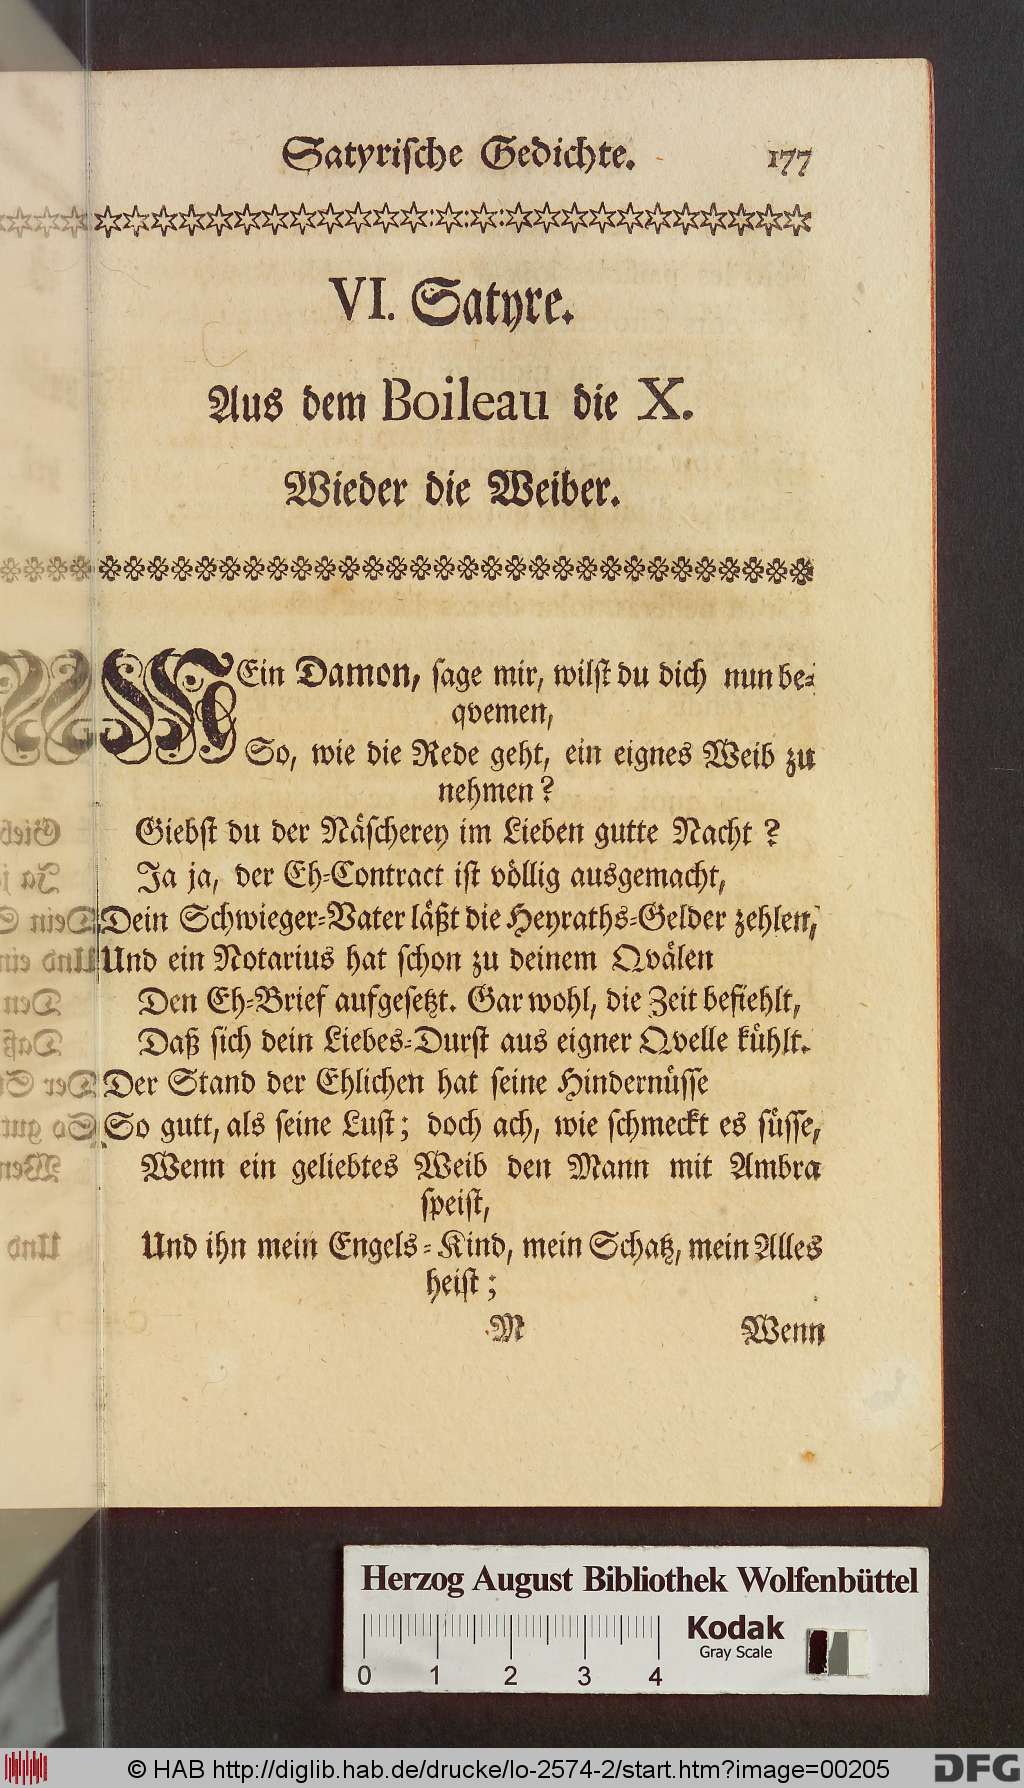 Satyrische Gedichte. 177
VI. Satyre.
Aus dem Boileau die X.
Wieder die Weiber.
MEin Damon, sage mir, wilst du dich nun be-
qvemen,
So, wie die Rede geht, ein eignes Weib zu
nehmen?
Giebst du der Näscherey im Lieben gutte Nacht?
Ja ja, der Eh-Contract ist völlig ausgemacht,
Dein Schwieger-Vater läßt die Heyraths-Gelder zehlen,
Und ein Notarius hat schon zu deinem Qvälen
Den Eh-Brief aufgesetzt. Gar wohl, die Zeit befiehlt,
Daß sich dein Liebes-Durst aus eigner Qvelle kühlt.
Der Stand der Ehlichen hat seine Hindernüsse
So gutt, als seine Lust; doch ach, wie schmeckt es süsse,
Wenn ein geliebtes Weib den Mann mit Ambra
speist,
Und ihn mein Engels-Kind, mein Schatz, mein Alles
heist;
M Wenn
Herzog August Bibliothek Wolfenbüttel
Kodak
Gray Scale
0 1 2 3 4
© HAB http://diglib.hab.de/drucke/lo-2574-2/start.htm?image=00205
DFG